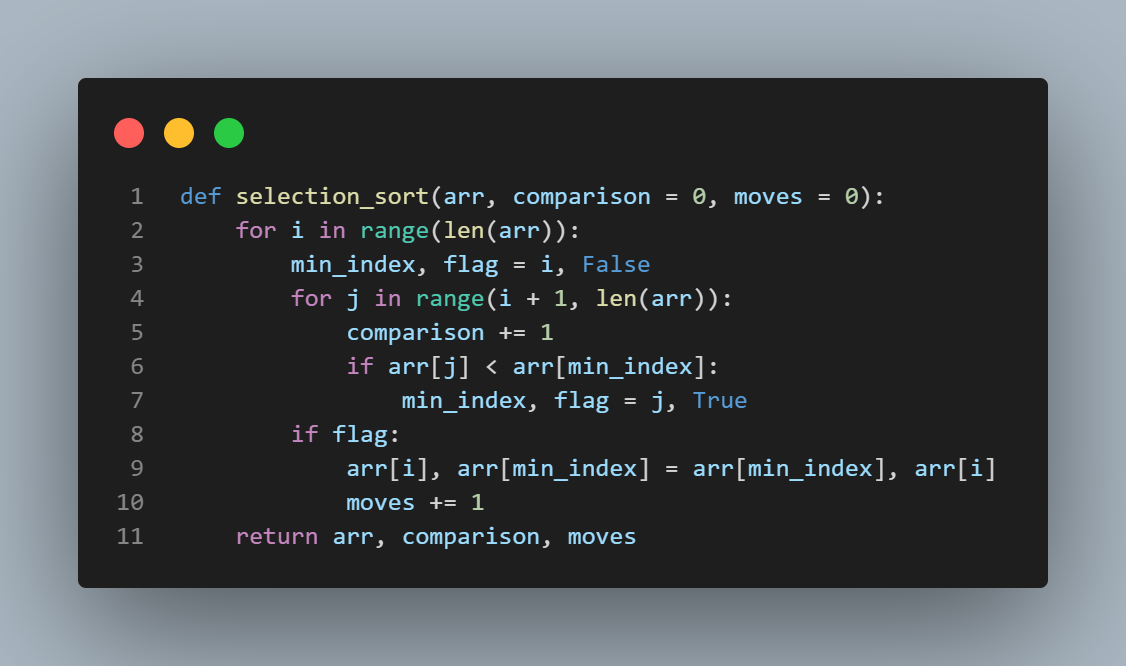 1 def selection_sort(arr, comparison = 0, moves = 0):
2     for i in range(len(arr)):
3         min_index, flag = i, False
4         for j in range(i + 1, len(arr)):
5             comparison += 1
6             if arr[j] < arr[min_index]:
7                 min_index, flag = j, True
8         if flag:
9             arr[i], arr[min_index] = arr[min_index], arr[i]
10             moves += 1
11     return arr, comparison, moves